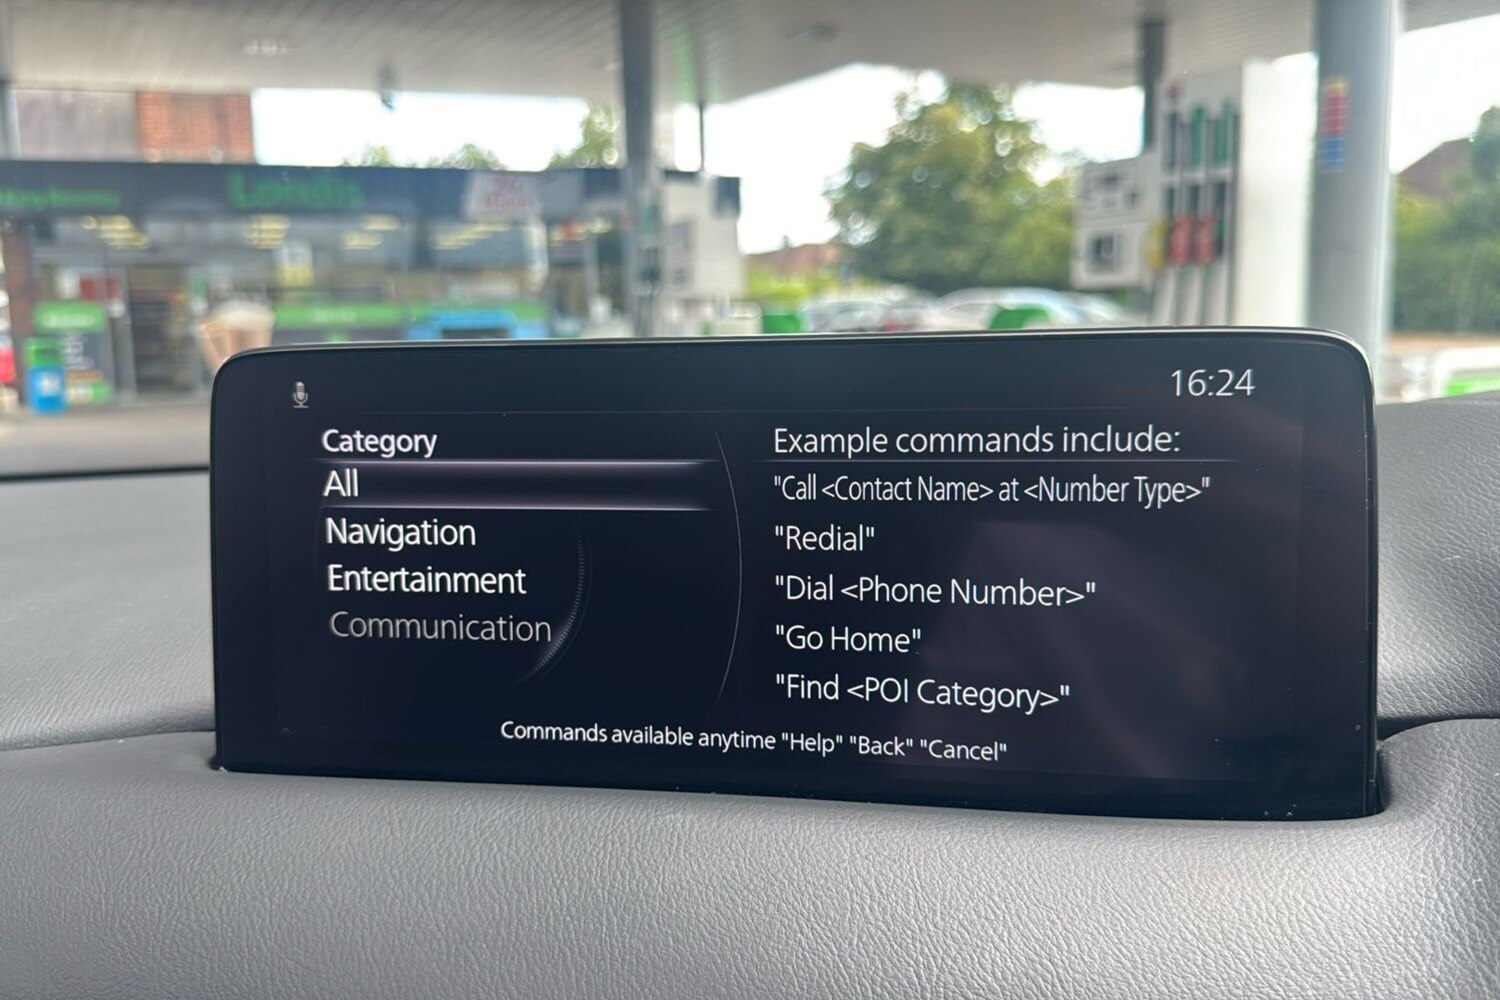 Londis
16:24
Category
All
Navigation
Entertainment
Communication
Example commands include:
"Call <Contact Name> at <Number Type>"
"Redial"
"Dial <Phone Number>"
"Go Home"
"Find <POI Category>"
Commands available anytime "Help" "Back" "Cancel"